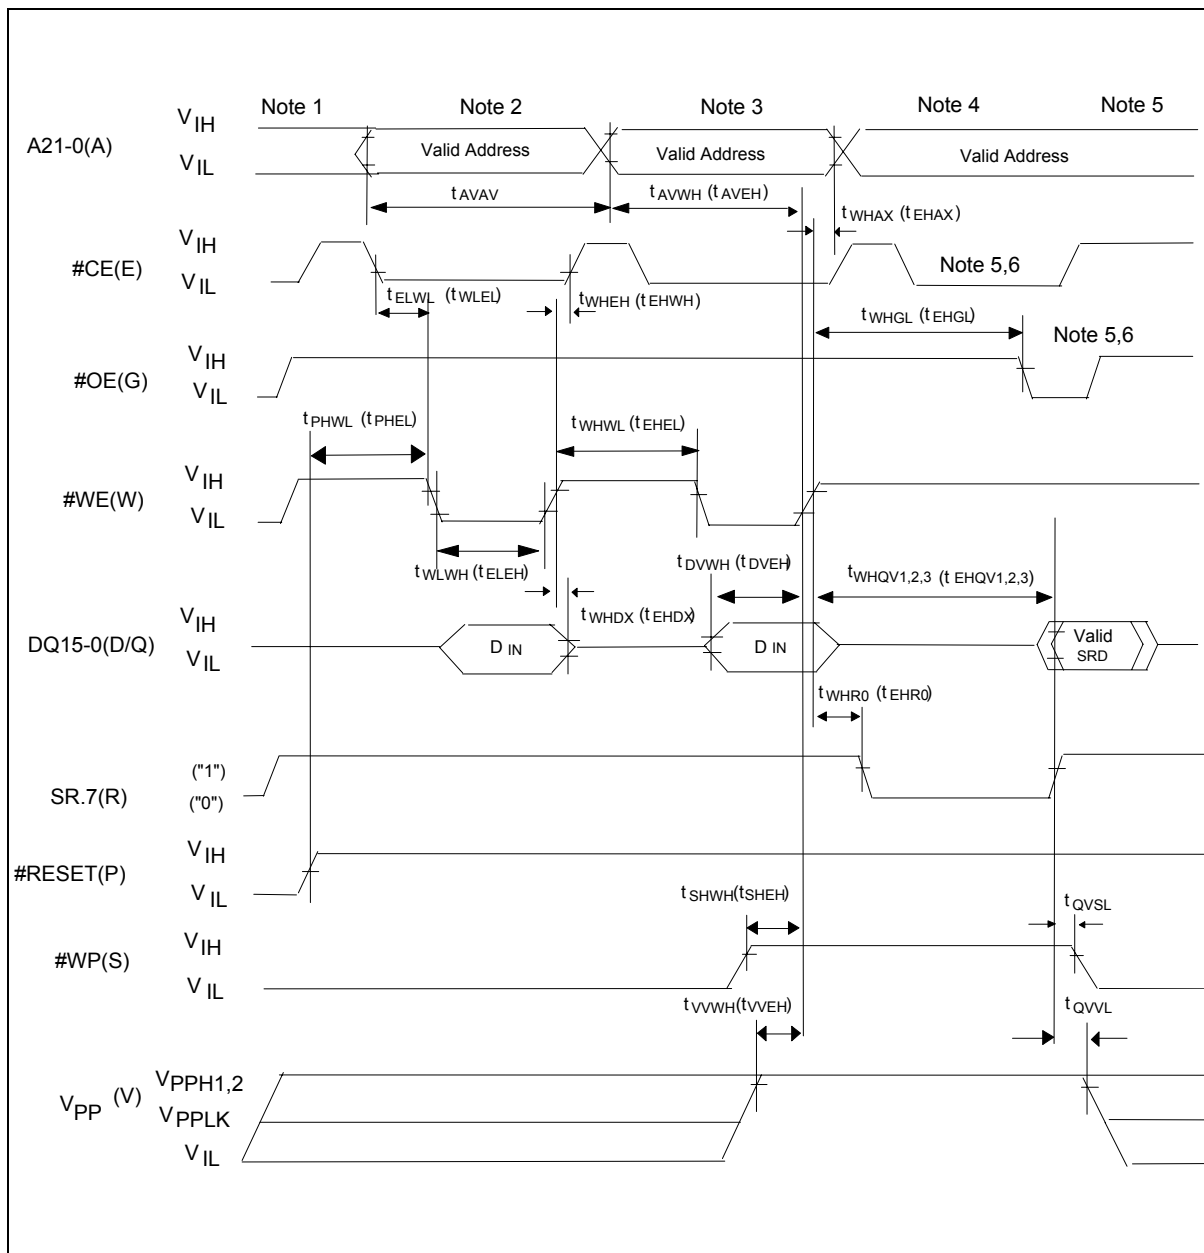 Note 1 Note 2 Note 3 Note 4 Note 5
VIH
A21-0(A)
VIL
Valid Address Valid Address Valid Address
tAVAV tAVWH (tAVEH)
tWHAX (tEHAX)
VIH
#CE(E)
VIL
Note 5,6
tELWL (tWLEL) tWHEH (tEHWH)
tWHGL (tEHGL)
Note 5,6
VIH
#OE(G)
VIL
tPHWL (tPHEL) tWHWL (tEHEL)
VIH
#WE(W)
VIL
tWLWH (tELEH) tDVWH (tDVEH) tWHQV1,2,3 (tEHQV1,2,3)
tWHDX (tEHDX)
VIH
DQ15-0(D/Q)
VIL
DIN DIN Valid
SRD
tWHR0 (tEHR0)
("1")
SR.7(R)
("0")
VIH
#RESET(P)
VIL
tSHWH(tSHEH) tQVSL
VIH
#WP(S)
VIL
tVVWH(tVVEH) tQVVL
VPPH1,2
VPP (V)
VPPLK
VIL